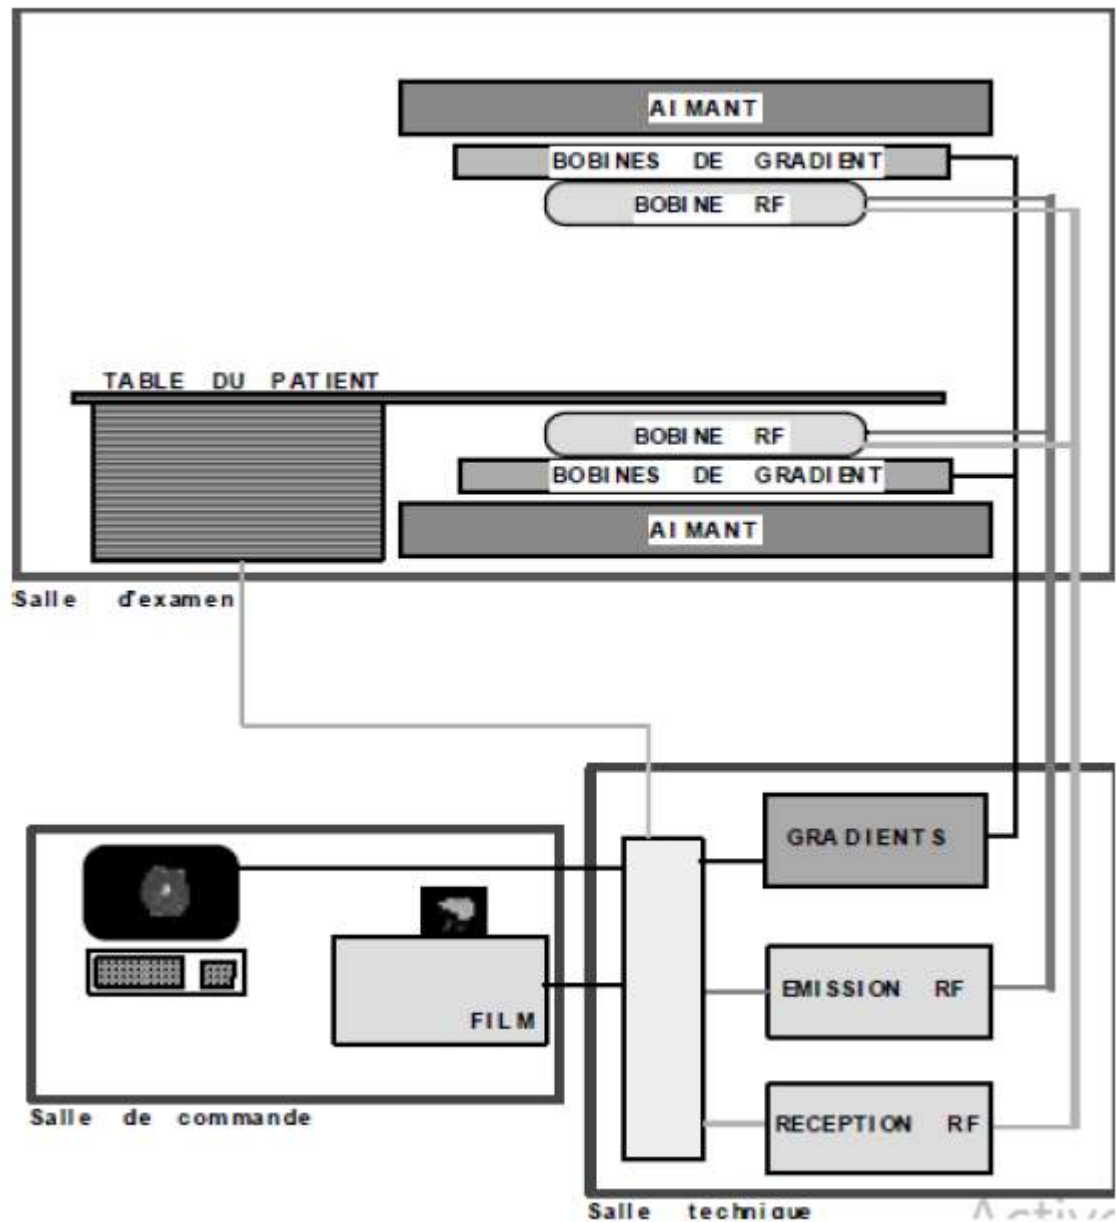 AIMANT
BOBINES DE GRADIENT
BOBINE RF
TABLE DU PATIENT
BOBINE RF
BOBINES DE GRADIENT
AIMANT
Salle d'examen
GRADIENTS
EMISSION RF
FILM
RECEPTION RF
Salle de commande
Salle technique